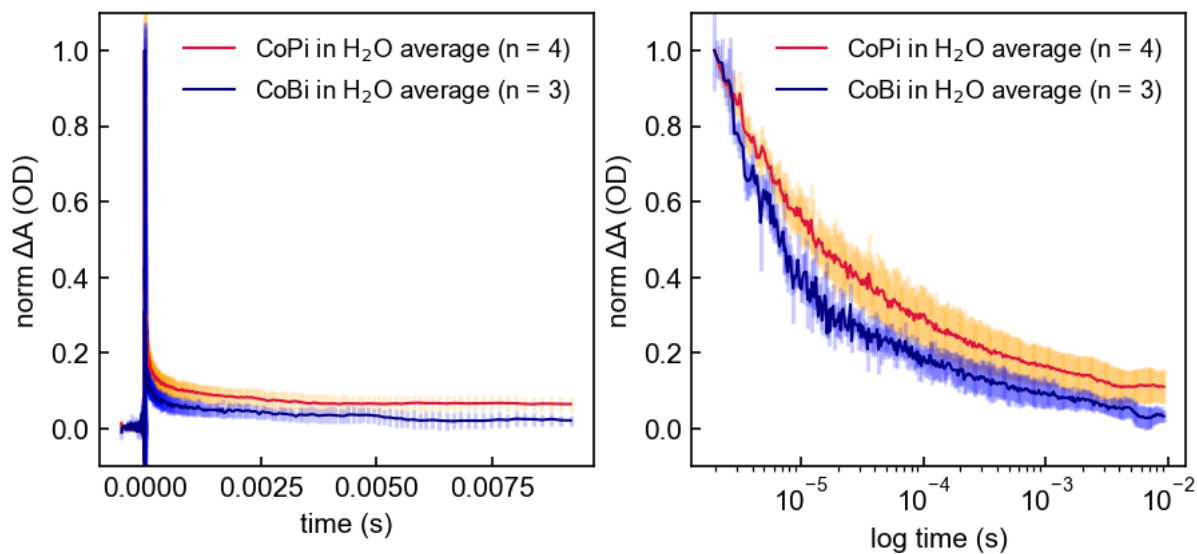 norm ΔA (OD)
1.0
0.8
0.6
0.4
0.2
0.0
CoPi in H₂O average (n = 4)
CoBi in H₂O average (n = 3)
0.0000
0.0025
0.0050
0.0075
time (s)
norm ΔA (OD)
1.0
0.8
0.6
0.4
0.2
0.0
CoPi in H₂O average (n = 4)
CoBi in H₂O average (n = 3)
10⁻⁵
10⁻⁴
10⁻³
10⁻²
log time (s)